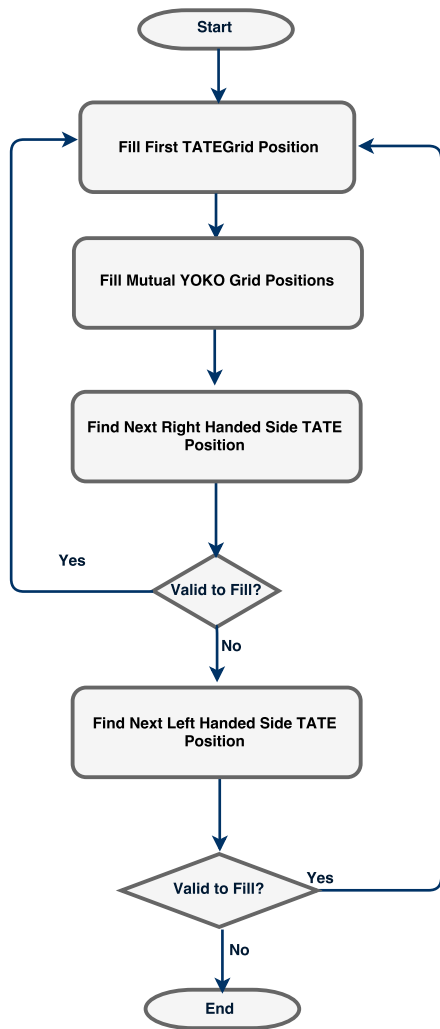 Start
Fill First TATEGrid Position
Fill Mutual YOKO Grid Positions
Find Next Right Handed Side TATE
Position
Yes
Valid to Fill?
No
Find Next Left Handed Side TATE
Position
Valid to Fill?
Yes
No
End